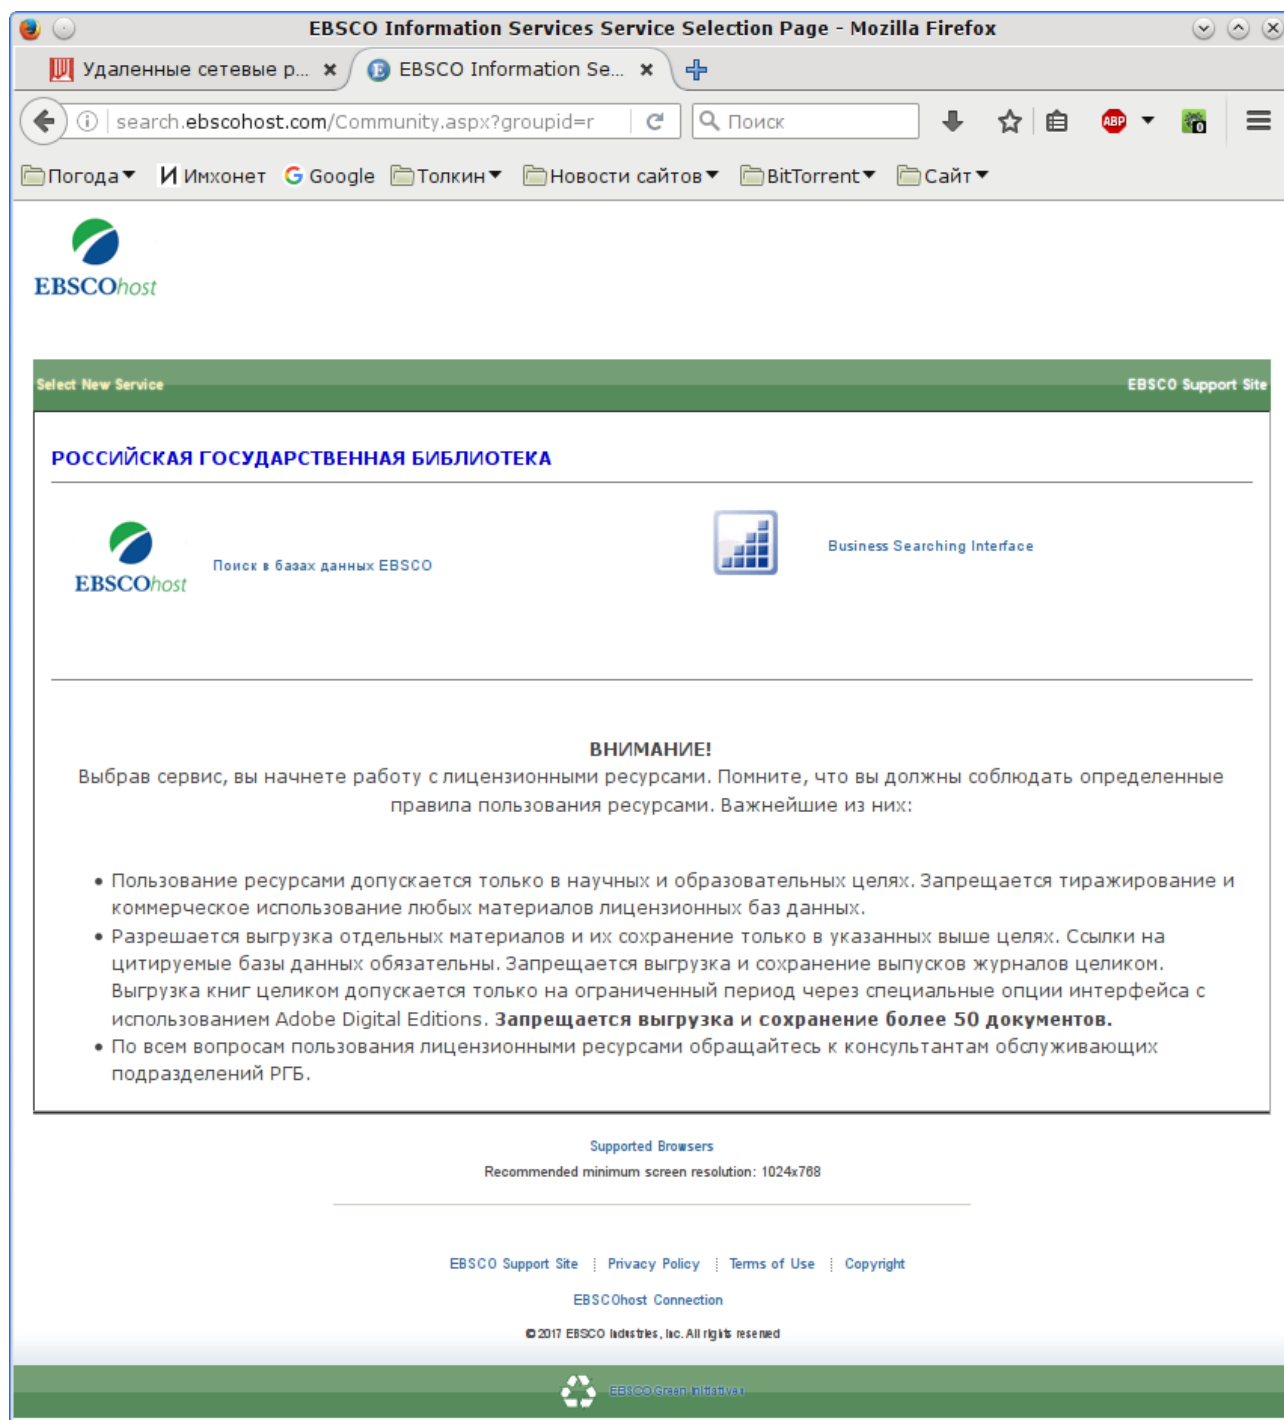 EBSCO Information Services Service Selection Page - Mozilla Firefox
Удаленные сетевые р... EBSCO Information Se...
search.ebscohost.com/Community.aspx?groupid=r Поиск ABP 0
Погода И Имхонет G Google Толкин Новости сайтов BitTorrent Сайт
EBSCOhost
Select New Service EBSCO Support Site
РОССИЙСКАЯ ГОСУДАРСТВЕННАЯ БИБЛИОТЕКА
EBSCOhost Поиск в базах данных EBSCO Business Searching Interface
ВНИМАНИЕ!
Выбрав сервис, вы начнете работу с лицензионными ресурсами. Помните, что вы должны соблюдать определенные
правила пользования ресурсами. Важнейшие из них:
• Пользование ресурсами допускается только в научных и образовательных целях. Запрещается тиражирование и
коммерческое использование любых материалов лицензионных баз данных.
• Разрешается выгрузка отдельных материалов и их сохранение только в указанных выше целях. Ссылки на
цитируемые базы данных обязательны. Запрещается выгрузка и сохранение выпусков журналов целиком.
Выгрузка книг целиком допускается только на ограниченный период через специальные опции интерфейса с
использованием Adobe Digital Editions. Запрещается выгрузка и сохранение более 50 документов.
• По всем вопросам пользования лицензионными ресурсами обращайтесь к консультантам обслуживающих
подразделений РГБ.
Supported Browsers
Recommended minimum screen resolution: 1024x768
EBSCO Support Site Privacy Policy Terms of Use Copyright
EBSCOhost Connection
© 2017 EBSCO Industries, Inc. All rights reserved
EBSCO Green Initiatives